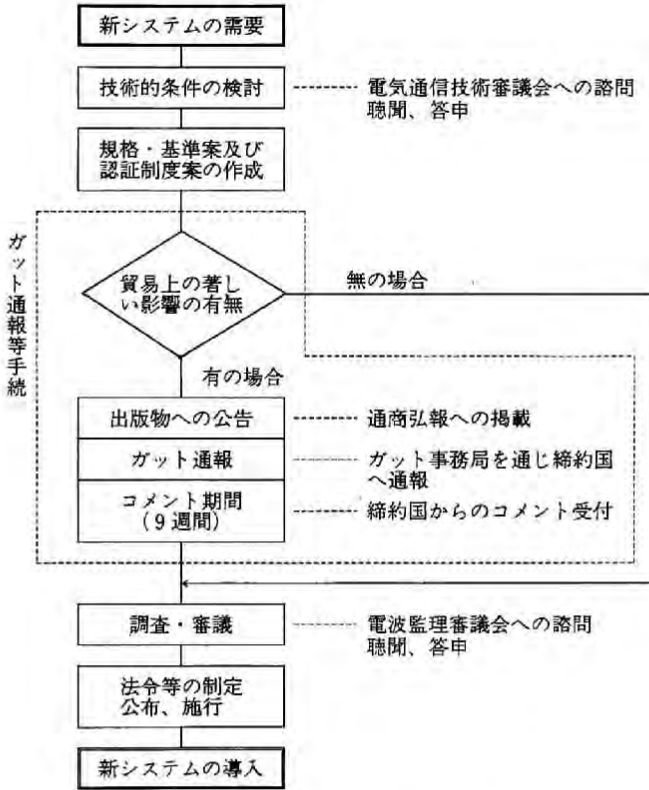 新システムの需要
技術的条件の検討
電気通信技術審議会への諮問
聴聞、答申
規格・基準案及び
認証制度案の作成
ガット通報等手続
貿易上の著し
い影響の有無
無の場合
有の場合
出版物への公告
通商弘報への掲載
ガット通報
ガット事務局を通じ締約国
へ通報
コメント期間
(9週間)
締約国からのコメント受付
調査・審議
電波監理審議会への諮問
聴聞、答申
法令等の制定
公布、施行
新システムの導入